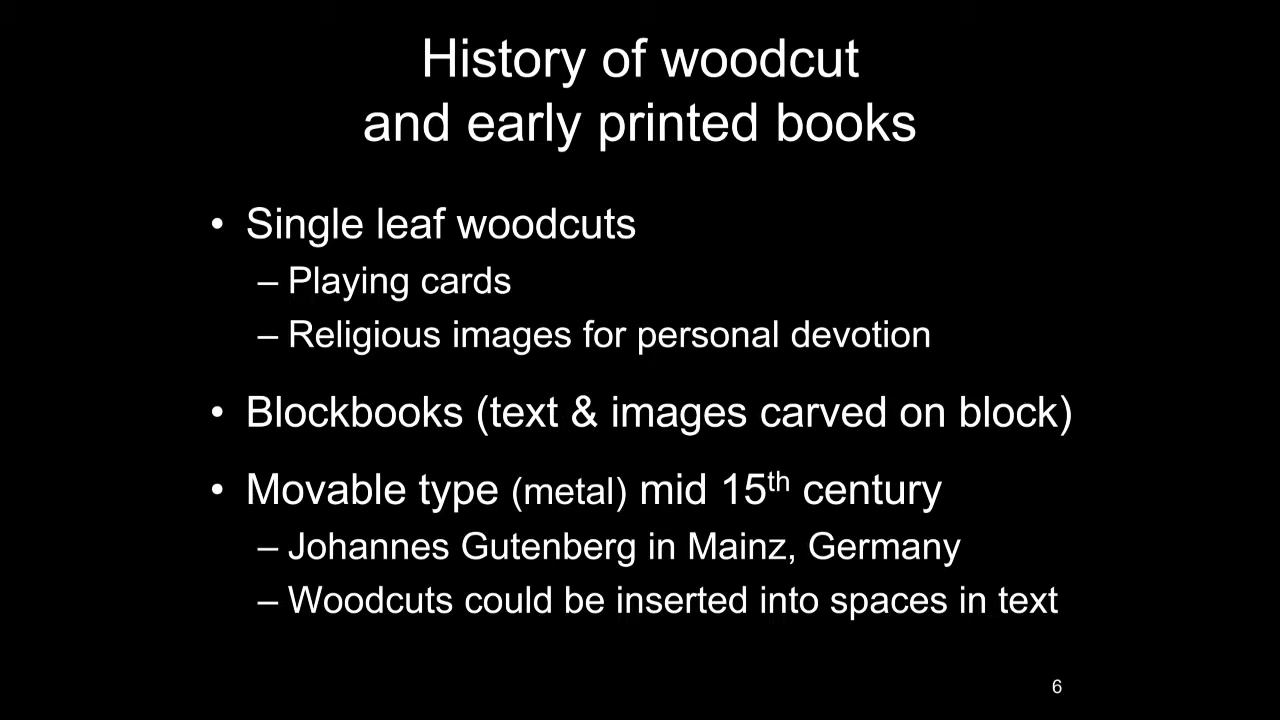 History of woodcut
and early printed books
• Single leaf woodcuts
– Playing cards
– Religious images for personal devotion
• Blockbooks (text & images carved on block)
• Movable type (metal) mid 15th century
– Johannes Gutenberg in Mainz, Germany
– Woodcuts could be inserted into spaces in text
6